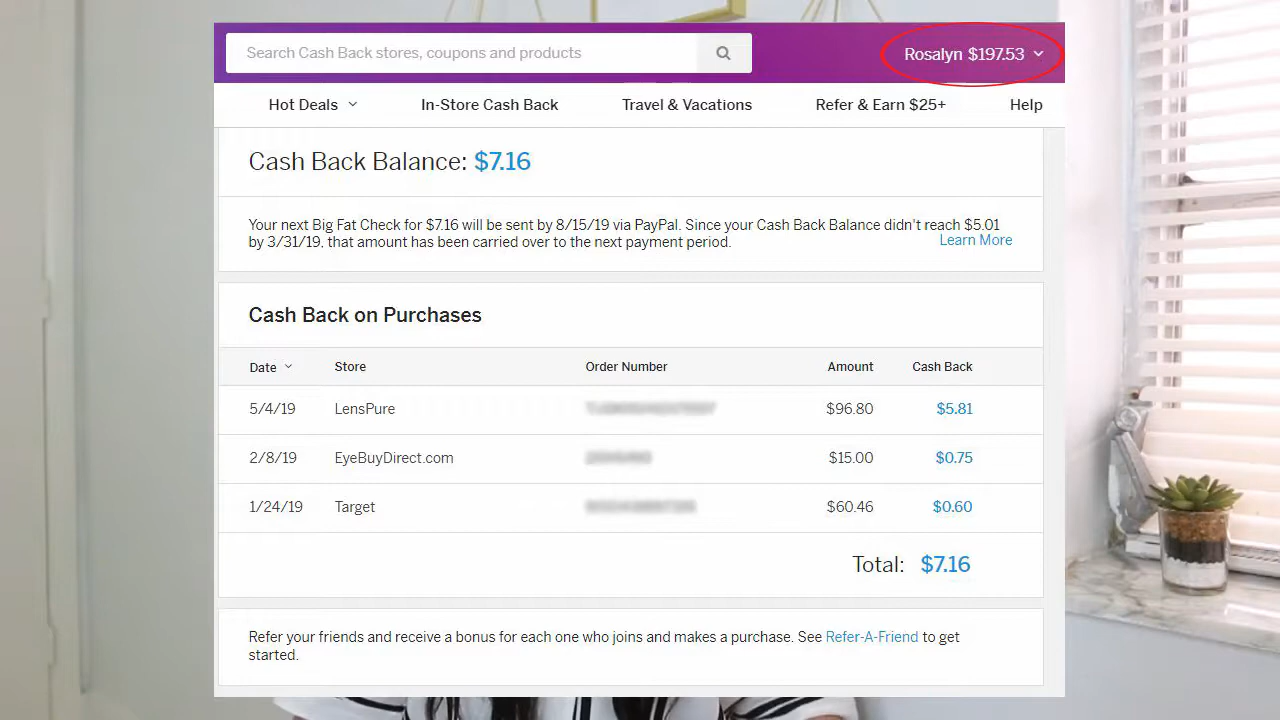 Search Cash Back stores, coupons and products
Rosalyn $197.53
Hot Deals In-Store Cash Back Travel & Vacations Refer & Earn $25+ Help
Cash Back Balance: $7.16
Your next Big Fat Check for $7.16 will be sent by 8/15/19 via PayPal. Since your Cash Back Balance didn't reach $5.01
by 3/31/19, that amount has been carried over to the next payment period.
Learn More
Cash Back on Purchases
Date Store Order Number Amount Cash Back
5/4/19 LensPure $96.80 $5.81
2/8/19 EyeBuyDirect.com $15.00 $0.75
1/24/19 Target $60.46 $0.60
Total: $7.16
Refer your friends and receive a bonus for each one who joins and makes a purchase. See Refer-A-Friend to get
started.